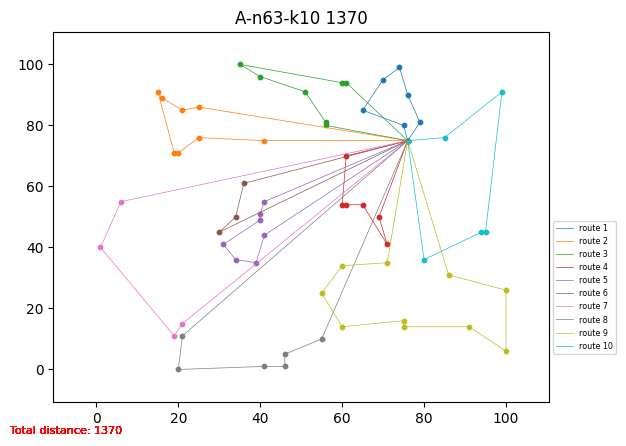 A-n63-k10 1370
100
80
60
40
20
0
0
20
40
60
80
100
route 1
route 2
route 3
route 4
route 5
route 6
route 7
route 8
route 9
route 10
Total distance: 1370